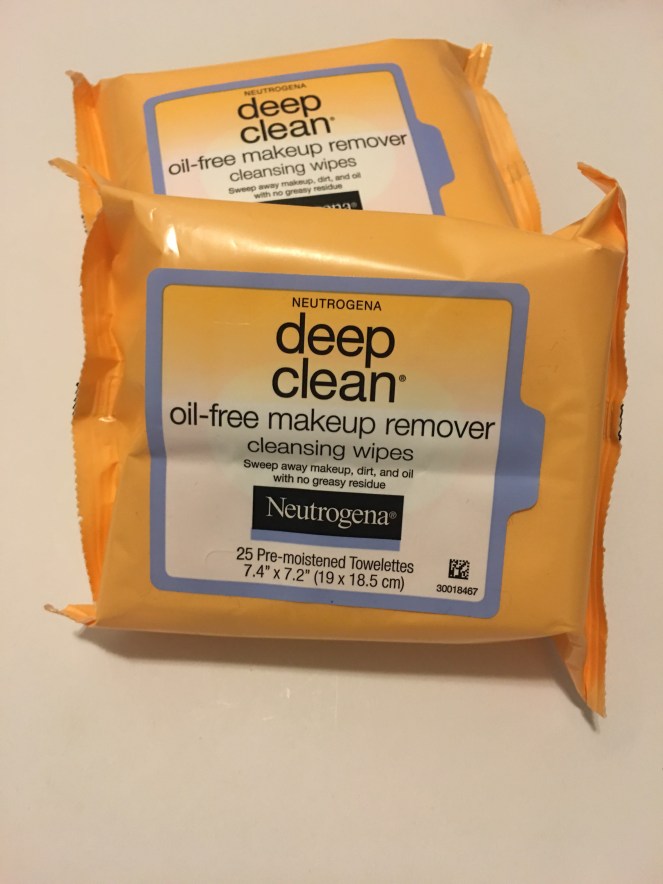 NEUTROGENA
deep
clean®
oil-free makeup remover
cleansing wipes
Sweep away makeup, dirt, and oil
with no greasy residue
NEUTROGENA
deep
clean®
oil-free makeup remover
cleansing wipes
Sweep away makeup, dirt, and oil
with no greasy residue
Neutrogena®
25 Pre-moistened Towelettes
7.4" x 7.2" (19 x 18.5 cm)
30018467